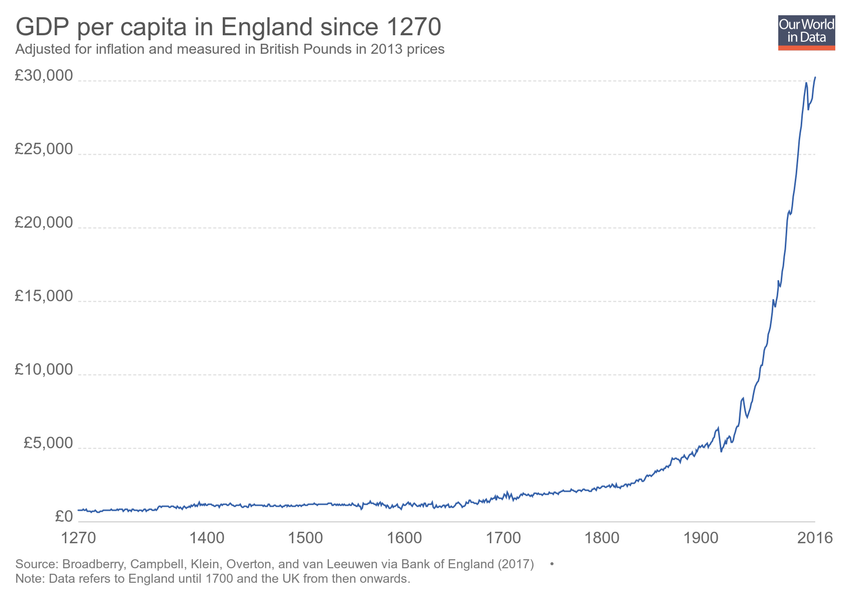 GDP per capita in England since 1270
Adjusted for inflation and measured in British Pounds in 2013 prices
Our World
in Data
£30,000
£25,000
£20,000
£15,000
£10,000
£5,000
£0
1270 1400 1500 1600 1700 1800 1900 2016
Source: Broadberry, Campbell, Klein, Overton, and van Leeuwen via Bank of England (2017) •
Note: Data refers to England until 1700 and the UK from then onwards.